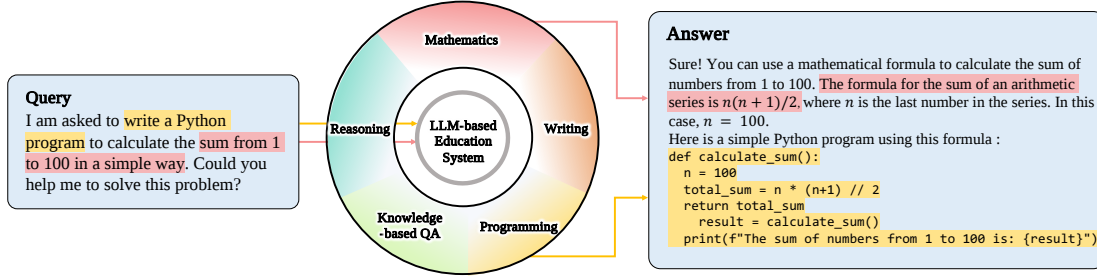 Query
I am asked to write a Python
program to calculate the sum from 1
to 100 in a simple way. Could you
help me to solve this problem?
Mathematics
Reasoning
Writing
LLM-based
Education
System
Knowledge
-based QA
Programming
Answer
Sure! You can use a mathematical formula to calculate the sum of
numbers from 1 to 100. The formula for the sum of an arithmetic
series is n(n + 1)/2, where n is the last number in the series. In this
case, n = 100.
Here is a simple Python program using this formula :
def calculate_sum():
  n = 100
  total_sum = n * (n+1) // 2
  return total_sum
    result = calculate_sum()
  print(f"The sum of numbers from 1 to 100 is: {result}")